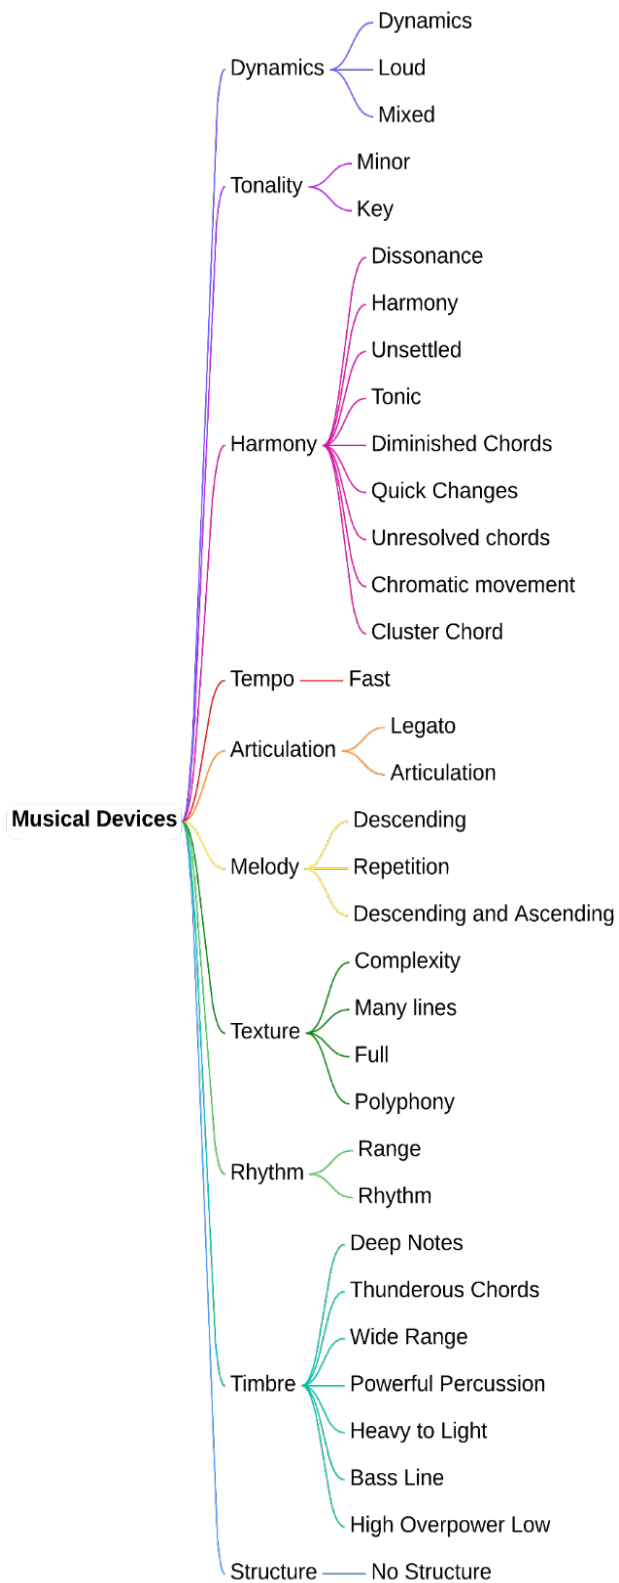 Musical Devices
Dynamics
Dynamics
Loud
Mixed
Tonality
Minor
Key
Harmony
Dissonance
Harmony
Unsettled
Tonic
Diminished Chords
Quick Changes
Unresolved chords
Chromatic movement
Cluster Chord
Tempo
Fast
Articulation
Legato
Articulation
Melody
Descending
Repetition
Descending and Ascending
Texture
Complexity
Many lines
Full
Polyphony
Rhythm
Range
Rhythm
Timbre
Deep Notes
Thunderous Chords
Wide Range
Powerful Percussion
Heavy to Light
Bass Line
High Overpower Low
Structure
No Structure